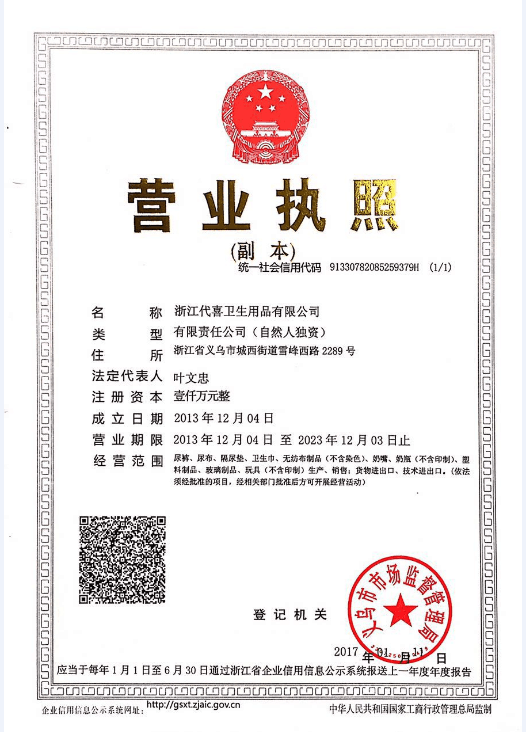 营业执照
(副 本)
统一社会信用代码 91330782085259379H (1/1)
名 称 浙江代喜卫生用品有限公司
类 型 有限责任公司（自然人独资）
住 所 浙江省义乌市城西街道雪峰西路 2289 号
法定代表人 叶文忠
注册资本 壹仟万元整
成立日期 2013 年 12 月 04 日
营业期限 2013 年 12 月 04 日 至 2023 年 12 月 03 日止
经营范围 尿裤、尿布、隔尿垫、卫生巾、无纺布制品（不含染色）、奶嘴、奶瓶（不含印制）、塑
料制品、玻璃制品、玩具（不含印制）生产、销售；货物进出口、技术进出口。（依法
须经批准的项目，经相关部门批准后方可开展经营活动）
义乌市市场监督管理局
登记机关
2017 年 01 月 11 日
应当于每年 1 月 1 日至 6 月 30 日通过浙江省企业信用信息公示系统报送上一年度年度报告
企业信用信息公示系统网址： http://gsxt.zjaic.gov.cn
中华人民共和国国家工商行政管理总局监制